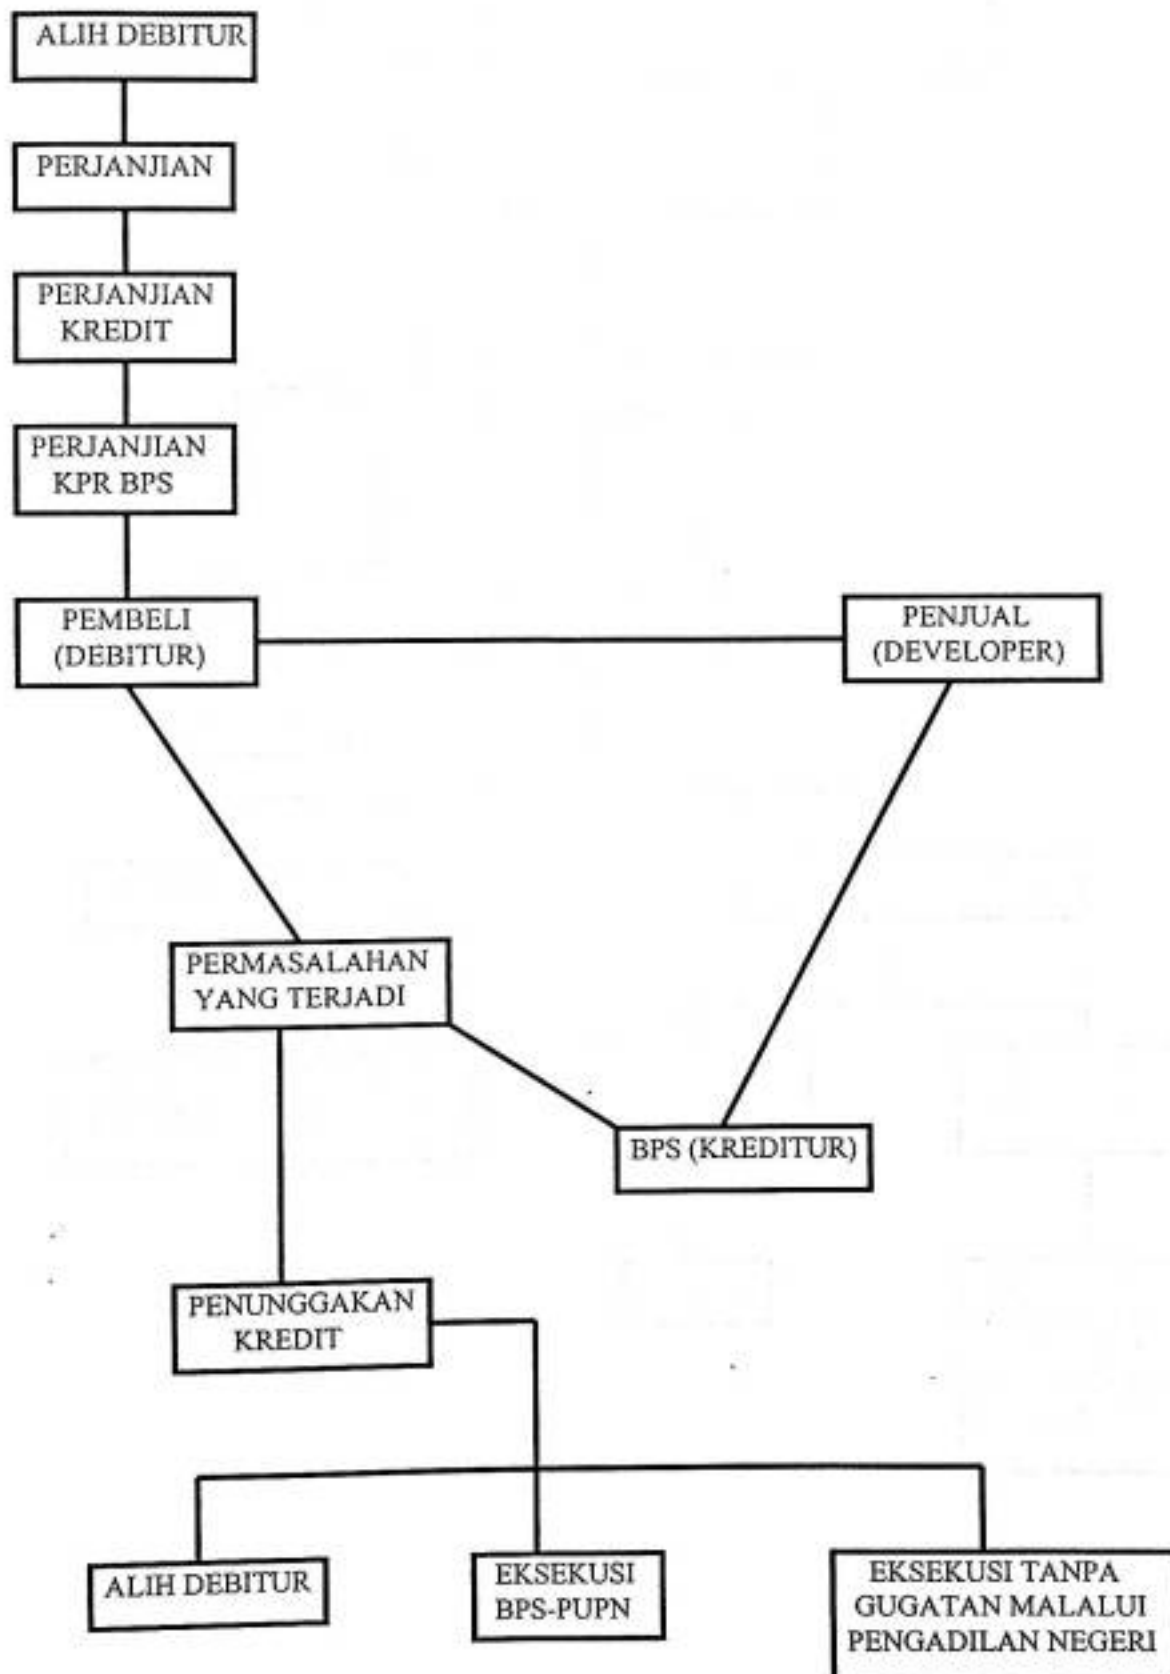 ALIH DEBITUR
PERJANJIAN
PERJANJIAN
KREDIT
PERJANJIAN
KPR BPS
PEMBELI
(DEBITUR)
PENJUAL
(DEVELOPER)
PERMASALAHAN
YANG TERJADI
BPS (KREDITUR)
PENUNGGAKAN
KREDIT
ALIH DEBITUR
EKSEKUSI
BPS-PUPN
EKSEKUSI TANPA
GUGATAN MALALUI
PENGADILAN NEGERI